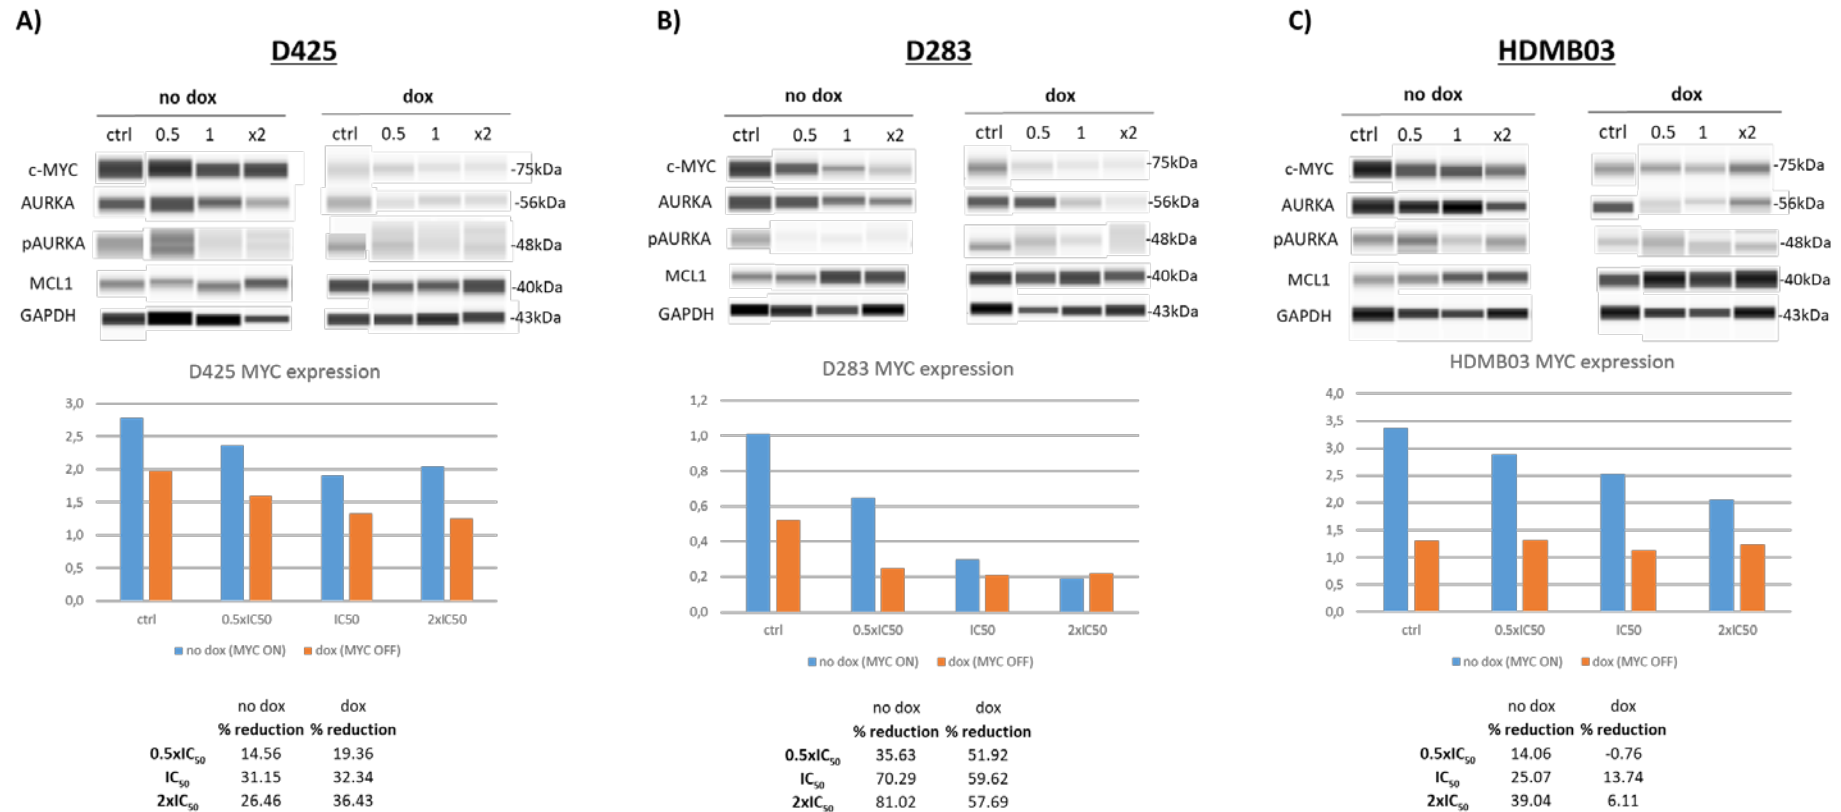 A)
D425
no dox
dox
ctrl 0.5 1 x2
ctrl 0.5 1 x2
c-MYC
-75kDa
AURKA
-56kDa
pAURKA
-48kDa
MCL1
-40kDa
GAPDH
-43kDa
D425 MYC expression
3,0
2,5
2,0
1,5
1,0
0,5
0,0
ctrl 0.5xIC50 IC50 2xIC50
no dox (MYC ON) dox (MYC OFF)
no dox dox
% reduction % reduction
0.5xIC50 14.56 19.36
IC50 31.15 32.34
2xIC50 26.46 36.43
B)
D283
no dox
dox
ctrl 0.5 1 x2
ctrl 0.5 1 x2
c-MYC
-75kDa
AURKA
-56kDa
pAURKA
-48kDa
MCL1
-40kDa
GAPDH
-43kDa
D283 MYC expression
1,2
1,0
0,8
0,6
0,4
0,2
0,0
ctrl 0.5xIC50 IC50 2xIC50
no dox (MYC ON) dox (MYC OFF)
no dox dox
% reduction % reduction
0.5xIC50 35.63 51.92
IC50 70.29 59.62
2xIC50 81.02 57.69
C)
HDMB03
no dox
dox
ctrl 0.5 1 x2
ctrl 0.5 1 x2
c-MYC
-75kDa
AURKA
-56kDa
pAURKA
-48kDa
MCL1
-40kDa
GAPDH
-43kDa
HDMB03 MYC expression
4,0
3,5
3,0
2,5
2,0
1,5
1,0
0,5
0,0
ctrl 0.5xIC50 IC50 2xIC50
no dox (MYC ON) dox (MYC OFF)
no dox dox
% reduction % reduction
0.5xIC50 14.06 -0.76
IC50 25.07 13.74
2xIC50 39.04 6.11